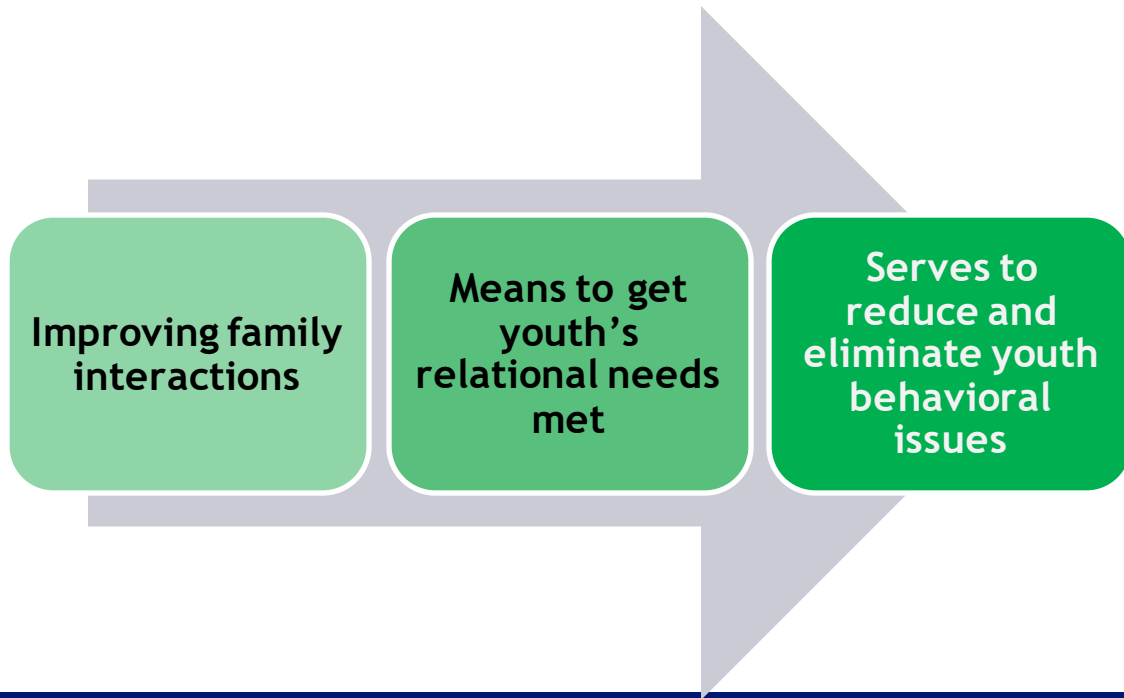 Improving family
interactions
Means to get
youth’s
relational needs
met
Serves to
reduce and
eliminate youth
behavioral
issues